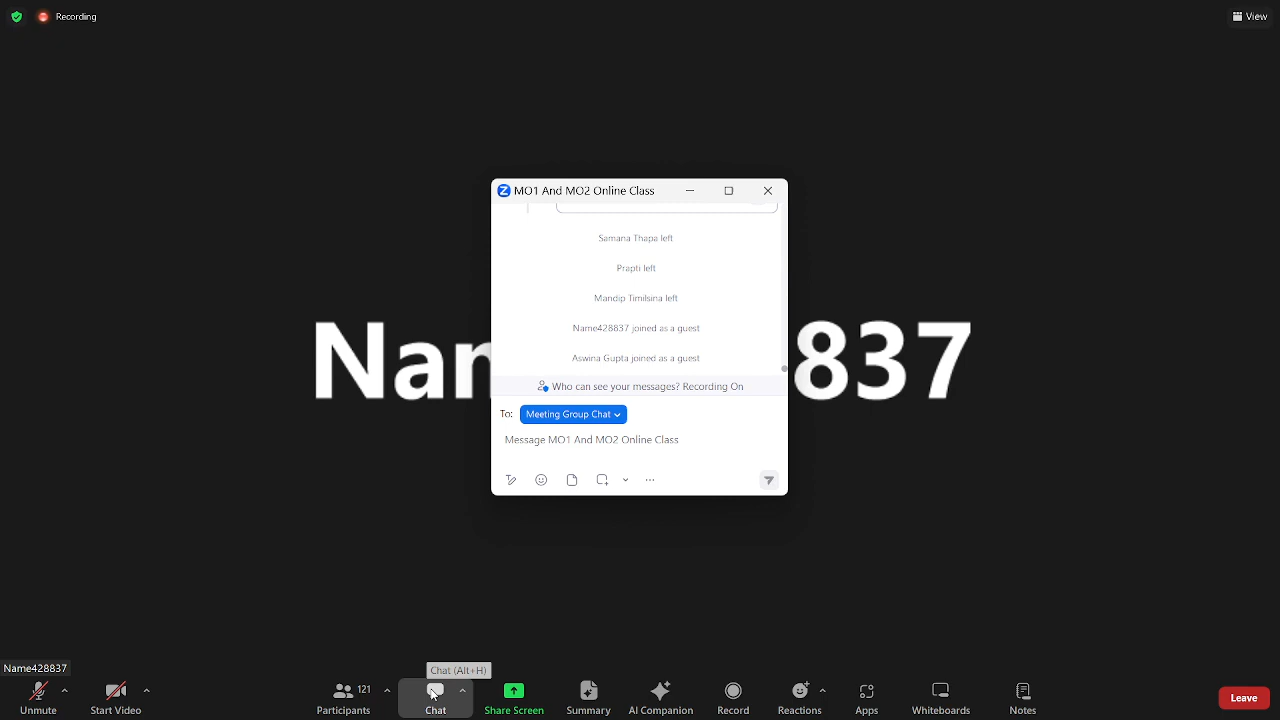 Recording
View
MO1 And MO2 Online Class
Samana Thapa left
Prapti left
Mandip Timilsina left
Name428837 joined as a guest
Aswina Gupta joined as a guest
Nam
837
Who can see your messages? Recording On
To: Meeting Group Chat
Message MO1 And MO2 Online Class
Name428837
Chat (Alt+H)
121
Unmute
Start Video
Participants
Chat
Share Screen
Summary
AI Companion
Record
Reactions
Apps
Whiteboards
Notes
Leave